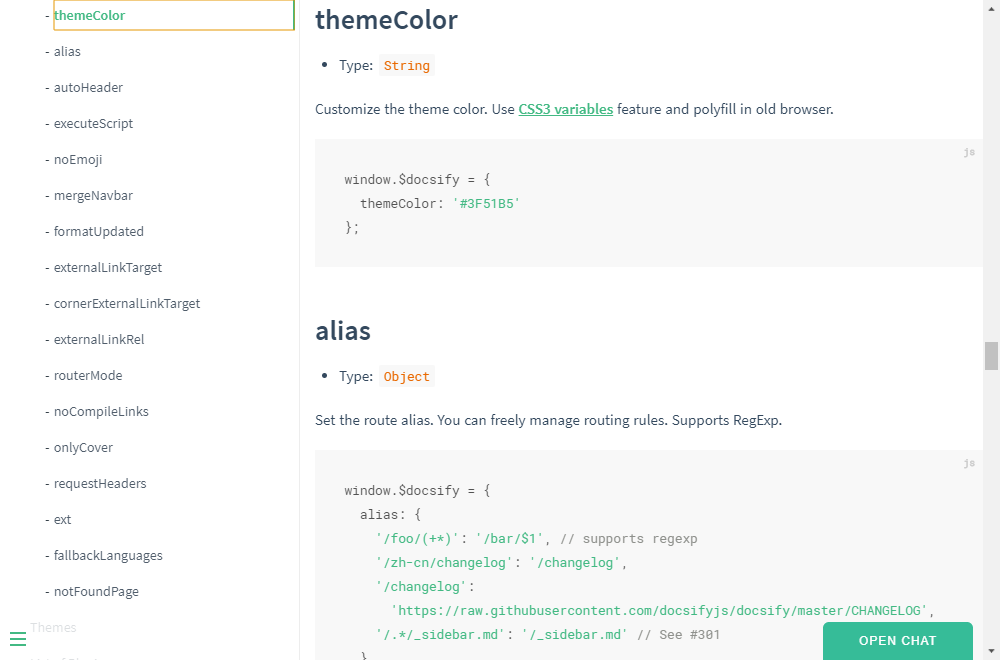 - themeColor
- alias
- autoHeader
- executeScript
- noEmoji
- mergeNavbar
- formatUpdated
- externalLinkTarget
- cornerExternalLinkTarget
- externalLinkRel
- routerMode
- noCompileLinks
- onlyCover
- requestHeaders
- ext
- fallbackLanguages
- notFoundPage
Themes
themeColor
• Type: String
Customize the theme color. Use CSS3 variables feature and polyfill in old browser.
js
window.$docsify = {
  themeColor: '#3F51B5'
};
alias
• Type: Object
Set the route alias. You can freely manage routing rules. Supports RegExp.
js
window.$docsify = {
  alias: {
    '/foo/(+*)': '/bar/$1', // supports regexp
    '/zh-cn/changelog': '/changelog',
    '/changelog':
      'https://raw.githubusercontent.com/docsifyjs/docsify/master/CHANGELOG',
    '/.*/_sidebar.md': '/_sidebar.md' // See #301
  }
OPEN CHAT